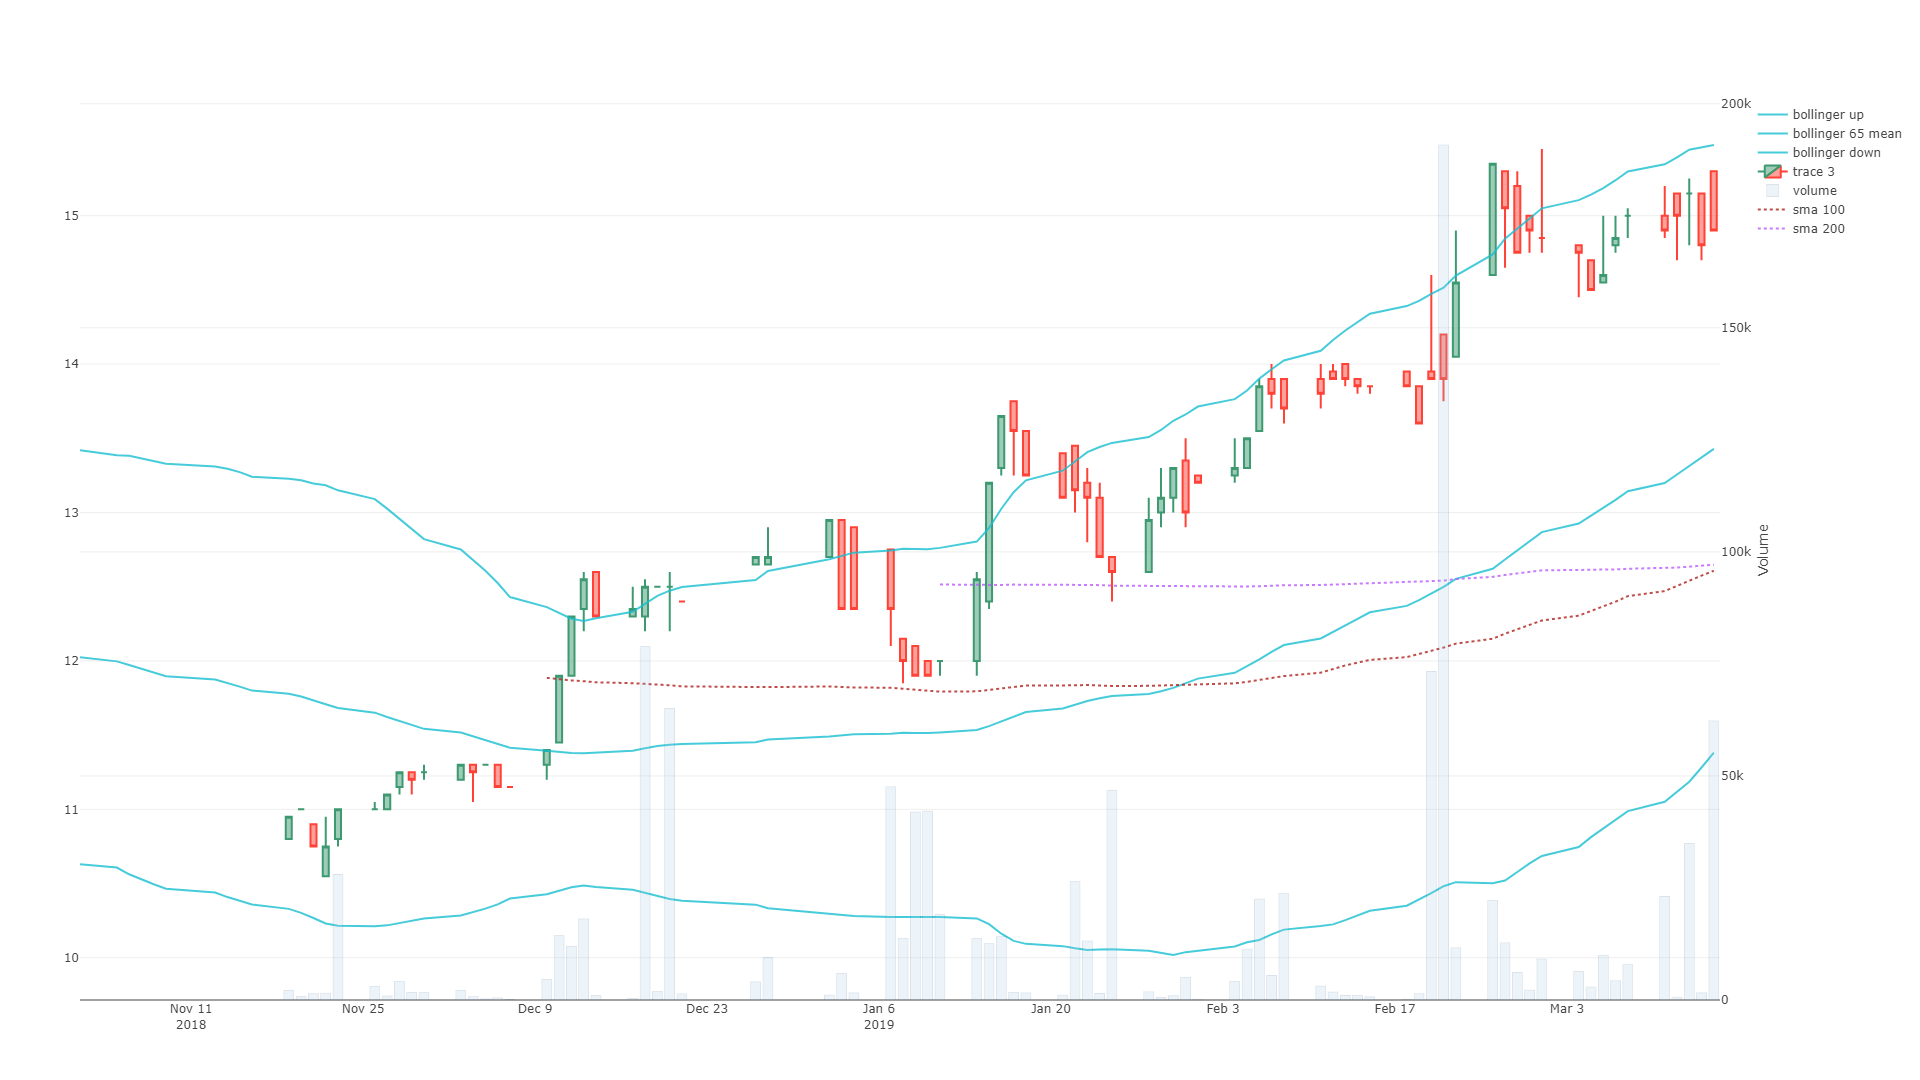 200k
bollinger up
bollinger 65 mean
bollinger down
trace 3
volume
sma 100
sma 200
15
150k
14
13
100k
Volume
12
50k
11
10
0
Nov 11
2018
Nov 25
Dec 9
Dec 23
Jan 6
2019
Jan 20
Feb 3
Feb 17
Mar 3